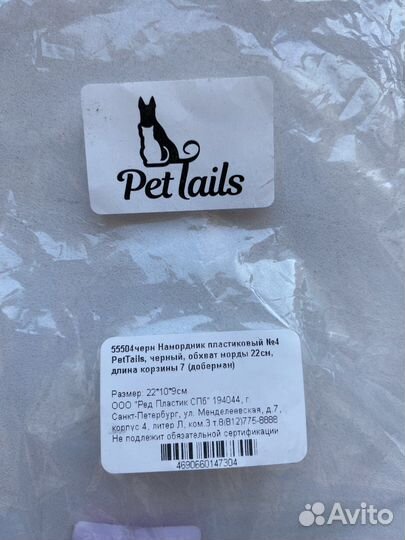 PetTails
55504черн Намордник пластиковый №4
PetTails, черный, обхват морды 22см,
длина корзины 7 (доберман)
Размер: 22*10*9см
ООО "Ред Пластик СПб" 194044, г.
Санкт-Петербург, ул. Менделеевская, д.7,
корпус 4, литер Л, ком.3 т.8(812)775-8888
Не подлежит обязательной сертификации
4690660147304
Avito